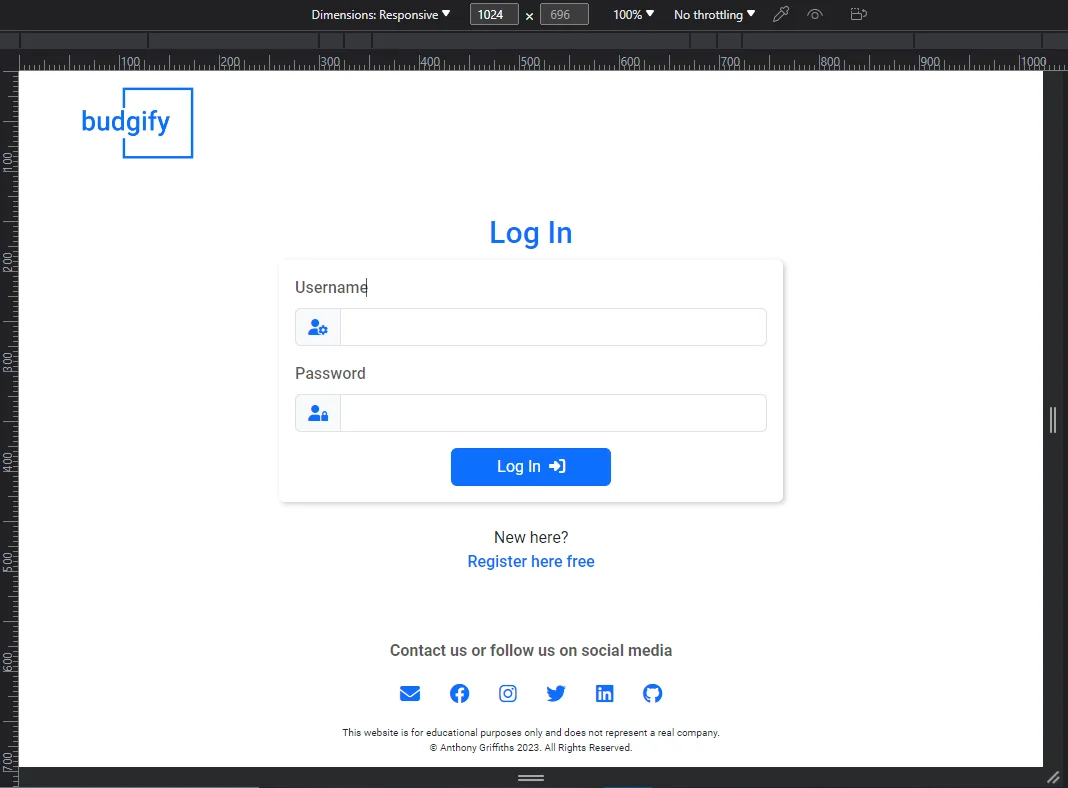 Dimensions: Responsive 1024 × 696 100% No throttling
100 200 300 400 500 600 700 800 900 1000
budgify
100
Log In
200
Username
300
Password
Log In
400
New here?
Register here free
500
Contact us or follow us on social media
600
This website is for educational purposes only and does not represent a real company.
© Anthony Griffiths 2023. All Rights Reserved.
700